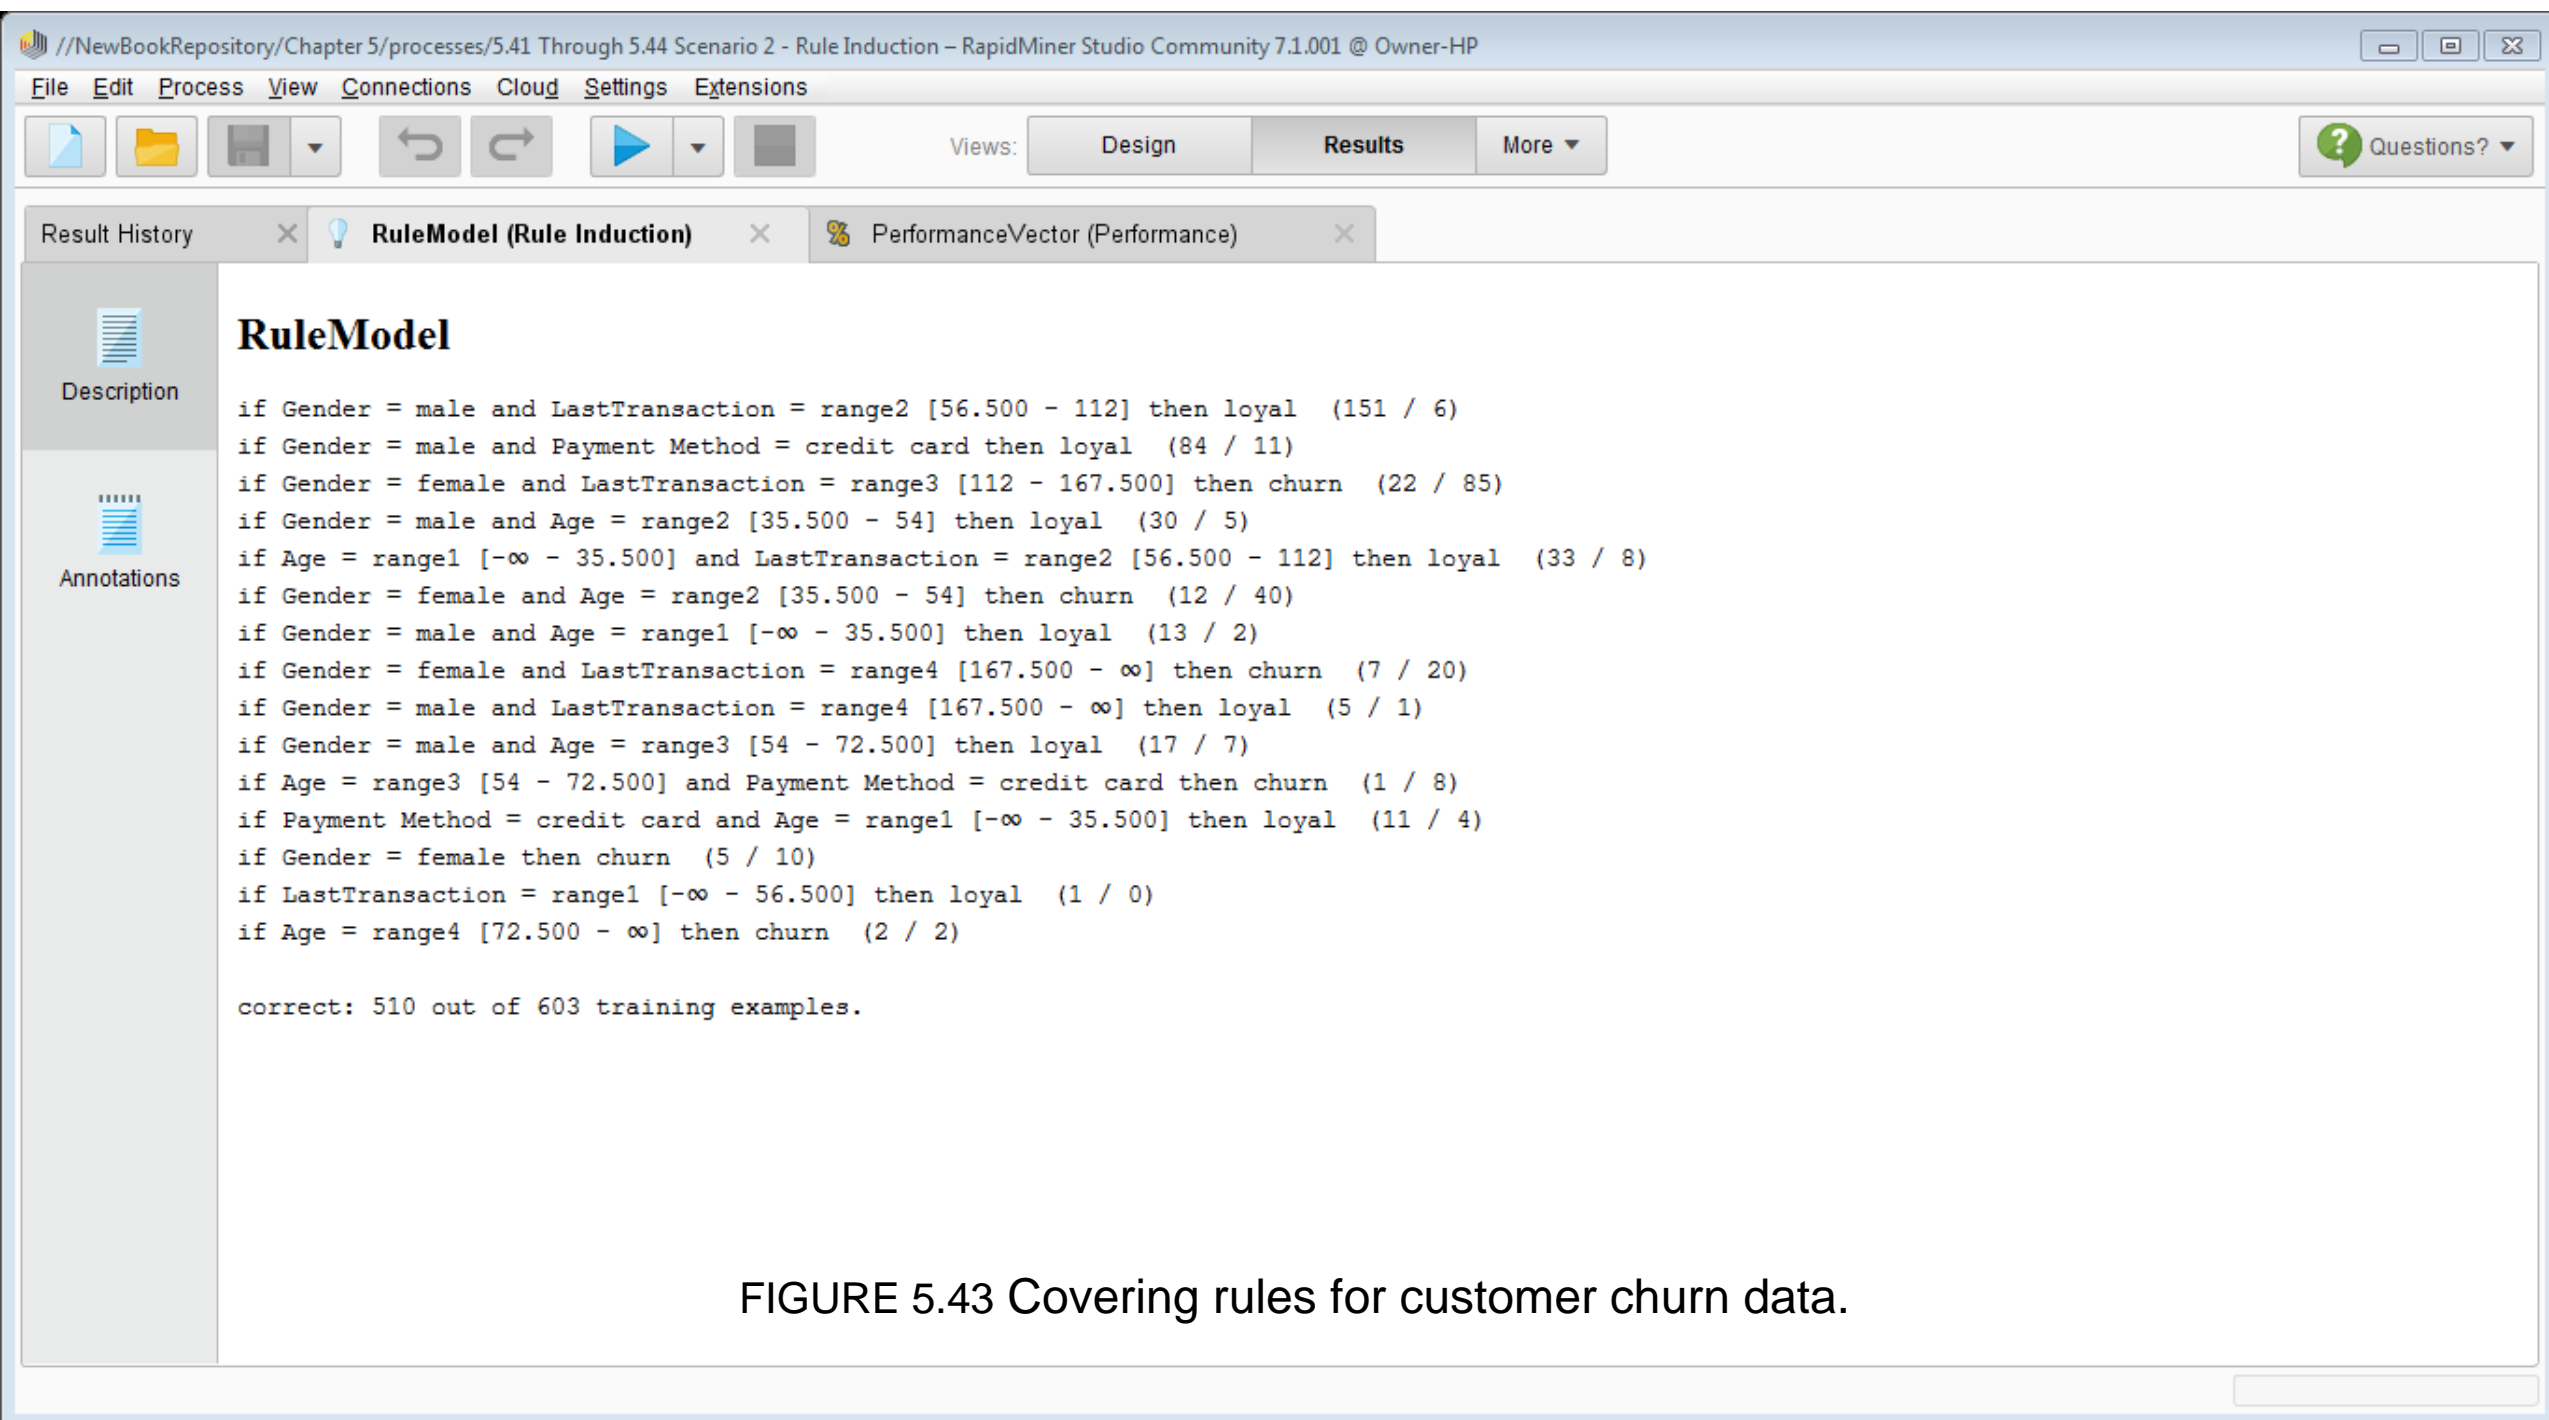 //NewBookRepository/Chapter 5/processes/5.41 Through 5.44 Scenario 2 - Rule Induction – RapidMiner Studio Community 7.1.001 @ Owner-HP
File Edit Process View Connections Cloud Settings Extensions
Views: Design Results More Questions?
Result History RuleModel (Rule Induction) PerformanceVector (Performance)
Description
Annotations
RuleModel
if Gender = male and LastTransaction = range2 [56.500 - 112] then loyal (151 / 6)
if Gender = male and Payment Method = credit card then loyal (84 / 11)
if Gender = female and LastTransaction = range3 [112 - 167.500] then churn (22 / 85)
if Gender = male and Age = range2 [35.500 - 54] then loyal (30 / 5)
if Age = range1 [-∞ - 35.500] and LastTransaction = range2 [56.500 - 112] then loyal (33 / 8)
if Gender = female and Age = range2 [35.500 - 54] then churn (12 / 40)
if Gender = male and Age = range1 [-∞ - 35.500] then loyal (13 / 2)
if Gender = female and LastTransaction = range4 [167.500 - ∞] then churn (7 / 20)
if Gender = male and LastTransaction = range4 [167.500 - ∞] then loyal (5 / 1)
if Gender = male and Age = range3 [54 - 72.500] then loyal (17 / 7)
if Age = range3 [54 - 72.500] and Payment Method = credit card then churn (1 / 8)
if Payment Method = credit card and Age = range1 [-∞ - 35.500] then loyal (11 / 4)
if Gender = female then churn (5 / 10)
if LastTransaction = range1 [-∞ - 56.500] then loyal (1 / 0)
if Age = range4 [72.500 - ∞] then churn (2 / 2)
correct: 510 out of 603 training examples.
FIGURE 5.43 Covering rules for customer churn data.